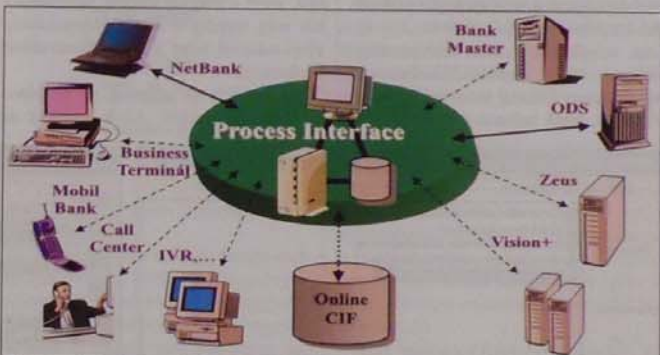 Bank
Master
NetBank
ODS
Process Interface
Business
Terminál
Zeus
Mobil
Bank
Call
Center
Vision+
IVR,...
Online
CIF